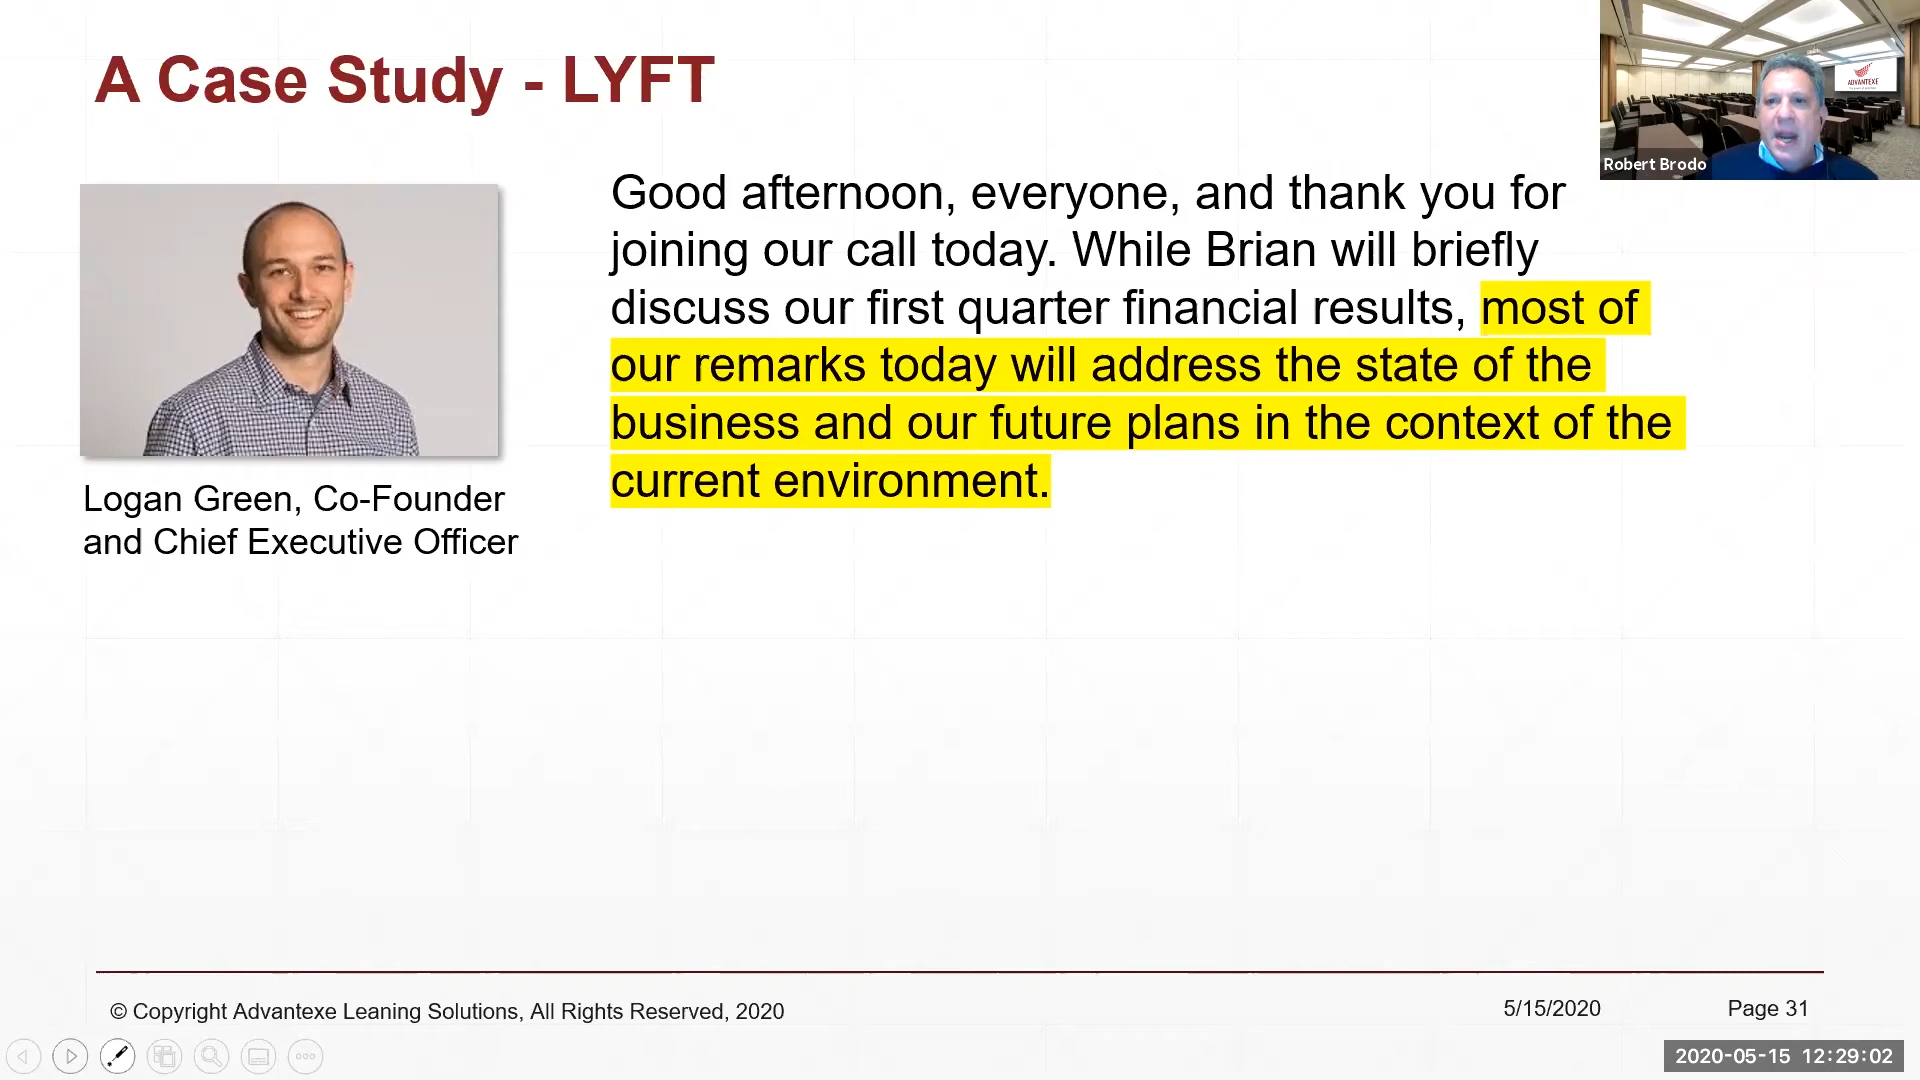 A Case Study - LYFT
ADVANTEXE
Robert Brodo
Good afternoon, everyone, and thank you for
joining our call today. While Brian will briefly
discuss our first quarter financial results, most of
our remarks today will address the state of the
business and our future plans in the context of the
current environment.
Logan Green, Co-Founder
and Chief Executive Officer
© Copyright Advantexe Leaning Solutions, All Rights Reserved, 2020
5/15/2020
Page 31
2020-05-15 12:29:02